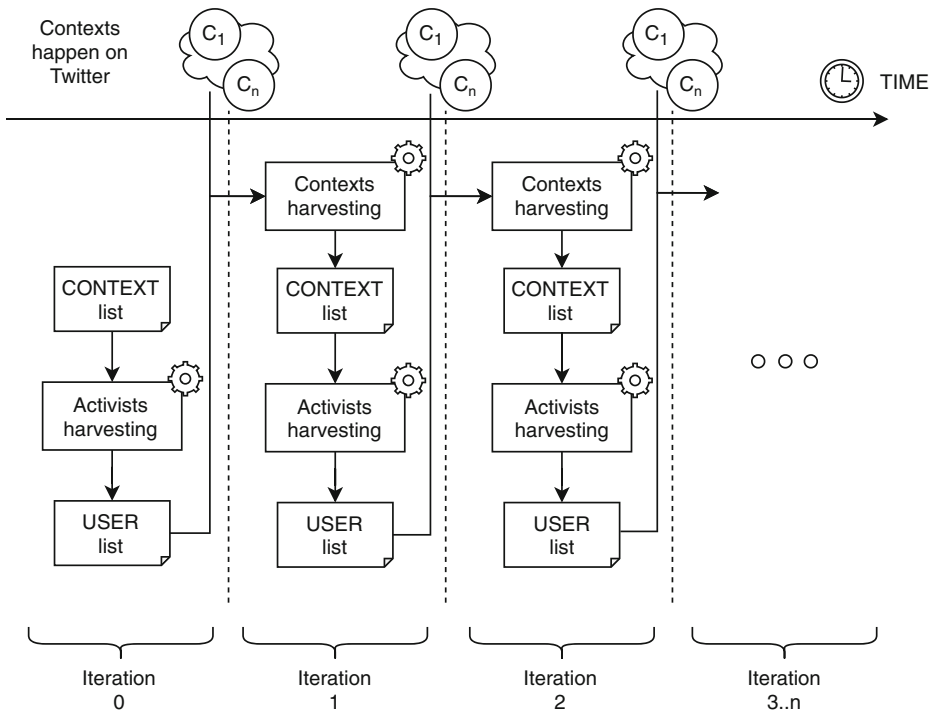 Contexts
happen on
Twitter
C1
Cn
C1
Cn
C1
Cn
TIME
CONTEXT
list
Activists
harvesting
USER
list
Contexts
harvesting
CONTEXT
list
Activists
harvesting
USER
list
Contexts
harvesting
CONTEXT
list
Activists
harvesting
USER
list
Iteration
0
Iteration
1
Iteration
2
Iteration
3..n